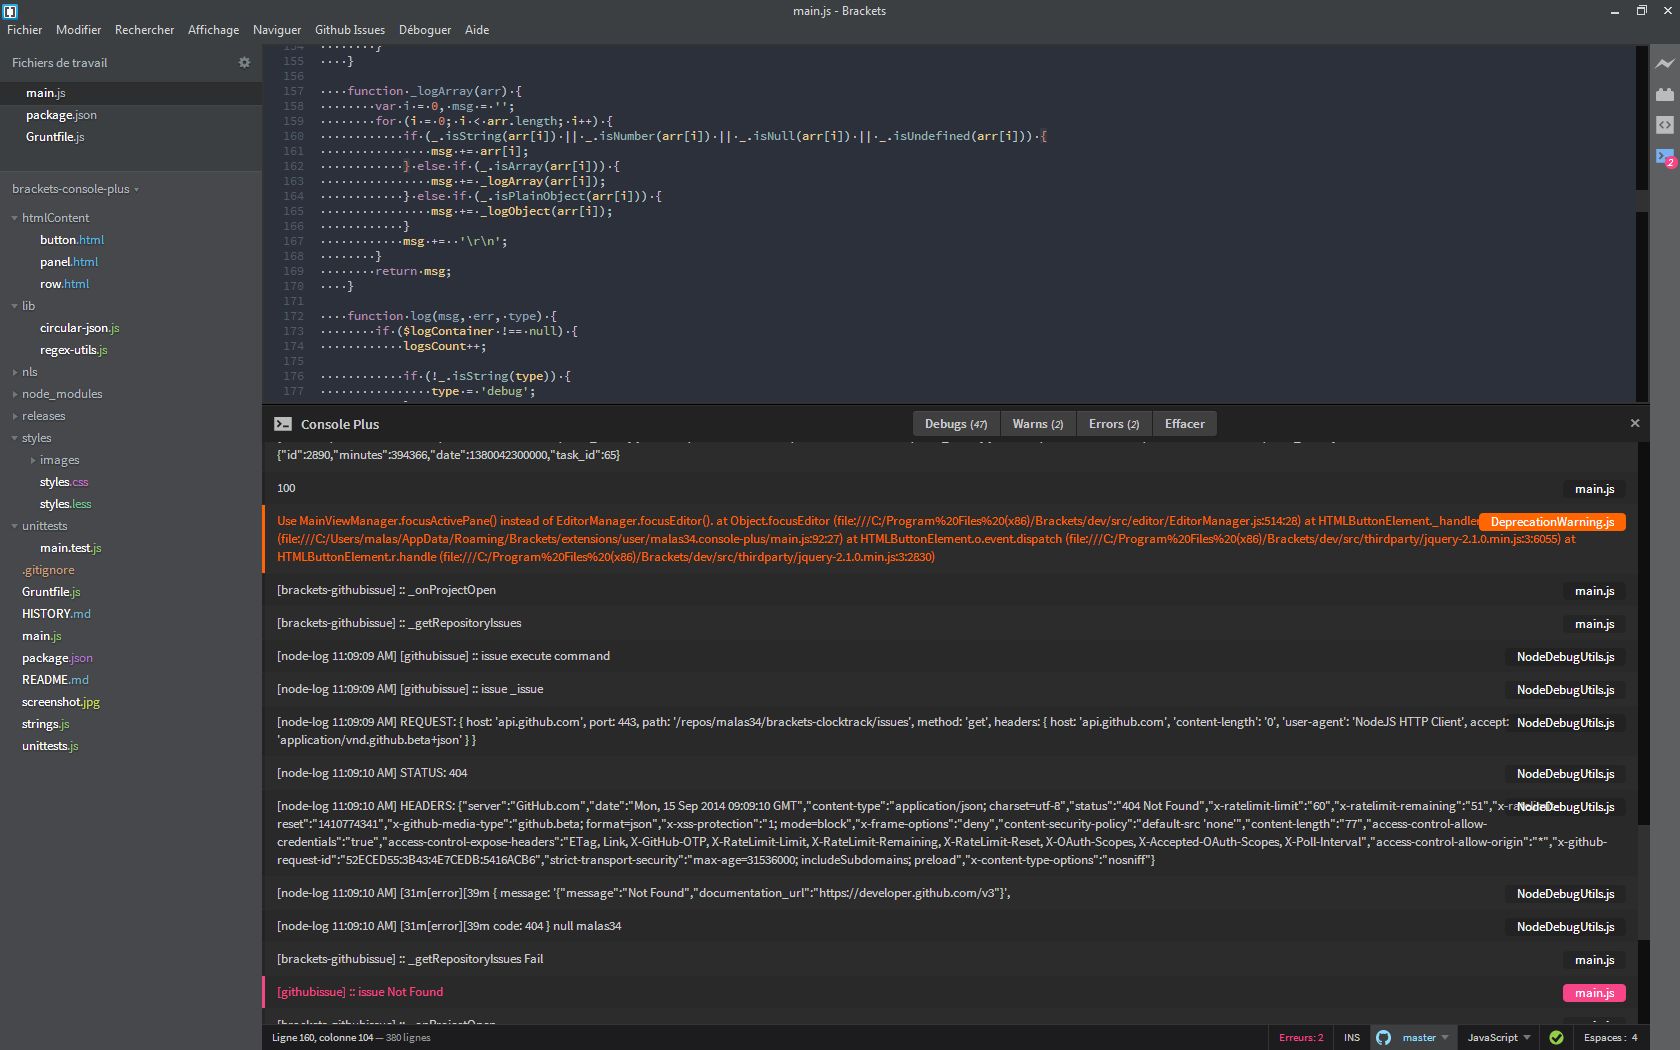 main.js - Brackets
Fichier Modifier Rechercher Affichage Naviguer Github Issues Déboguer Aide
Fichiers de travail
main.js
package.json
Gruntfile.js
brackets-console-plus
htmlContent
button.html
panel.html
row.html
lib
circular-json.js
regex-utils.js
nls
node_modules
releases
styles
images
styles.css
styles.less
unittests
main.test.js
.gitignore
Gruntfile.js
HISTORY.md
main.js
package.json
README.md
screenshot.jpg
strings.js
unittests.js
154 ········}
155 ····}
156
157 ····function·_logArray(arr)·{
158 ········var·i·=·0,·msg·=·'';
159 ········for·(i·=·0;·i·<·arr.length;·i++)·{
160 ············if·(_.isString(arr[i])·||·_.isNumber(arr[i])·||·_.isNull(arr[i])·||·_.isUndefined(arr[i]))·{
161 ················msg·+=·arr[i];
162 ············}·else·if·(_.isArray(arr[i]))·{
163 ················msg·+=·_logArray(arr[i]);
164 ············}·else·if·(_.isPlainObject(arr[i]))·{
165 ················msg·+=·_logObject(arr[i]);
166 ············}
167 ············msg·+=··'\r\n';
168 ········}
169 ········return·msg;
170 ····}
171
172 ····function·log(msg,·err,·type)·{
173 ········if·($logContainer·!==·null)·{
174 ············logsCount++;
175
176 ············if·(!_.isString(type))·{
177 ················type·=·'debug';
2
Console Plus Debugs (47) Warns (2) Errors (2) Effacer
{"id":2890,"minutes":394366,"date":1380042300000,"task_id":65}
100 main.js
Use MainViewManager.focusActivePane() instead of EditorManager.focusEditor(). at Object.focusEditor (file:///C:/Program%20Files%20(x86)/Brackets/dev/src/editor/EditorManager.js:514:28) at HTMLButtonElement._handle DeprecationWarning.js
(file:///C:/Users/malas/AppData/Roaming/Brackets/extensions/user/malas34.console-plus/main.js:92:27) at HTMLButtonElement.o.event.dispatch (file:///C:/Program%20Files%20(x86)/Brackets/dev/src/thirdparty/jquery-2.1.0.min.js:3:6055) at
HTMLButtonElement.r.handle (file:///C:/Program%20Files%20(x86)/Brackets/dev/src/thirdparty/jquery-2.1.0.min.js:3:2830)
[brackets-githubissue] :: _onProjectOpen main.js
[brackets-githubissue] :: _getRepositoryIssues main.js
[node-log 11:09:09 AM] [githubissue] :: issue execute command NodeDebugUtils.js
[node-log 11:09:09 AM] [githubissue] :: issue _issue NodeDebugUtils.js
[node-log 11:09:09 AM] REQUEST: { host: 'api.github.com', port: 443, path: '/repos/malas34/brackets-clocktrack/issues', method: 'get', headers: { host: 'api.github.com', 'content-length': '0', 'user-agent': 'NodeJS HTTP Client', accept: NodeDebugUtils.js
'application/vnd.github.beta+json' } }
[node-log 11:09:10 AM] STATUS: 404 NodeDebugUtils.js
[node-log 11:09:10 AM] HEADERS: {"server":"GitHub.com","date":"Mon, 15 Sep 2014 09:09:10 GMT","content-type":"application/json; charset=utf-8","status":"404 Not Found","x-ratelimit-limit":"60","x-ratelimit-remaining":"51","x-ratelimit- NodeDebugUtils.js
reset":"1410774341","x-github-media-type":"github.beta; format=json","x-xss-protection":"1; mode=block","x-frame-options":"deny","content-security-policy":"default-src 'none'","content-length":"77","access-control-allow-
credentials":"true","access-control-expose-headers":"ETag, Link, X-GitHub-OTP, X-RateLimit-Limit, X-RateLimit-Remaining, X-RateLimit-Reset, X-OAuth-Scopes, X-Accepted-OAuth-Scopes, X-Poll-Interval","access-control-allow-origin":"*","x-github-
request-id":"52ECED55:3B43:4E7CEDB:5416ACB6","strict-transport-security":"max-age=31536000; includeSubdomains; preload","x-content-type-options":"nosniff"}
[node-log 11:09:10 AM] [31m[error][39m { message: '{"message":"Not Found","documentation_url":"https://developer.github.com/v3"}', NodeDebugUtils.js
[node-log 11:09:10 AM] [31m[error][39m code: 404 } null malas34 NodeDebugUtils.js
[brackets-githubissue] :: _getRepositoryIssues Fail main.js
[githubissue] :: issue Not Found main.js
[brackets-githubissue] :: _onProjectOpen
Ligne 160, colonne 104 — 380 lignes Erreurs: 2 INS master JavaScript Espaces : 4